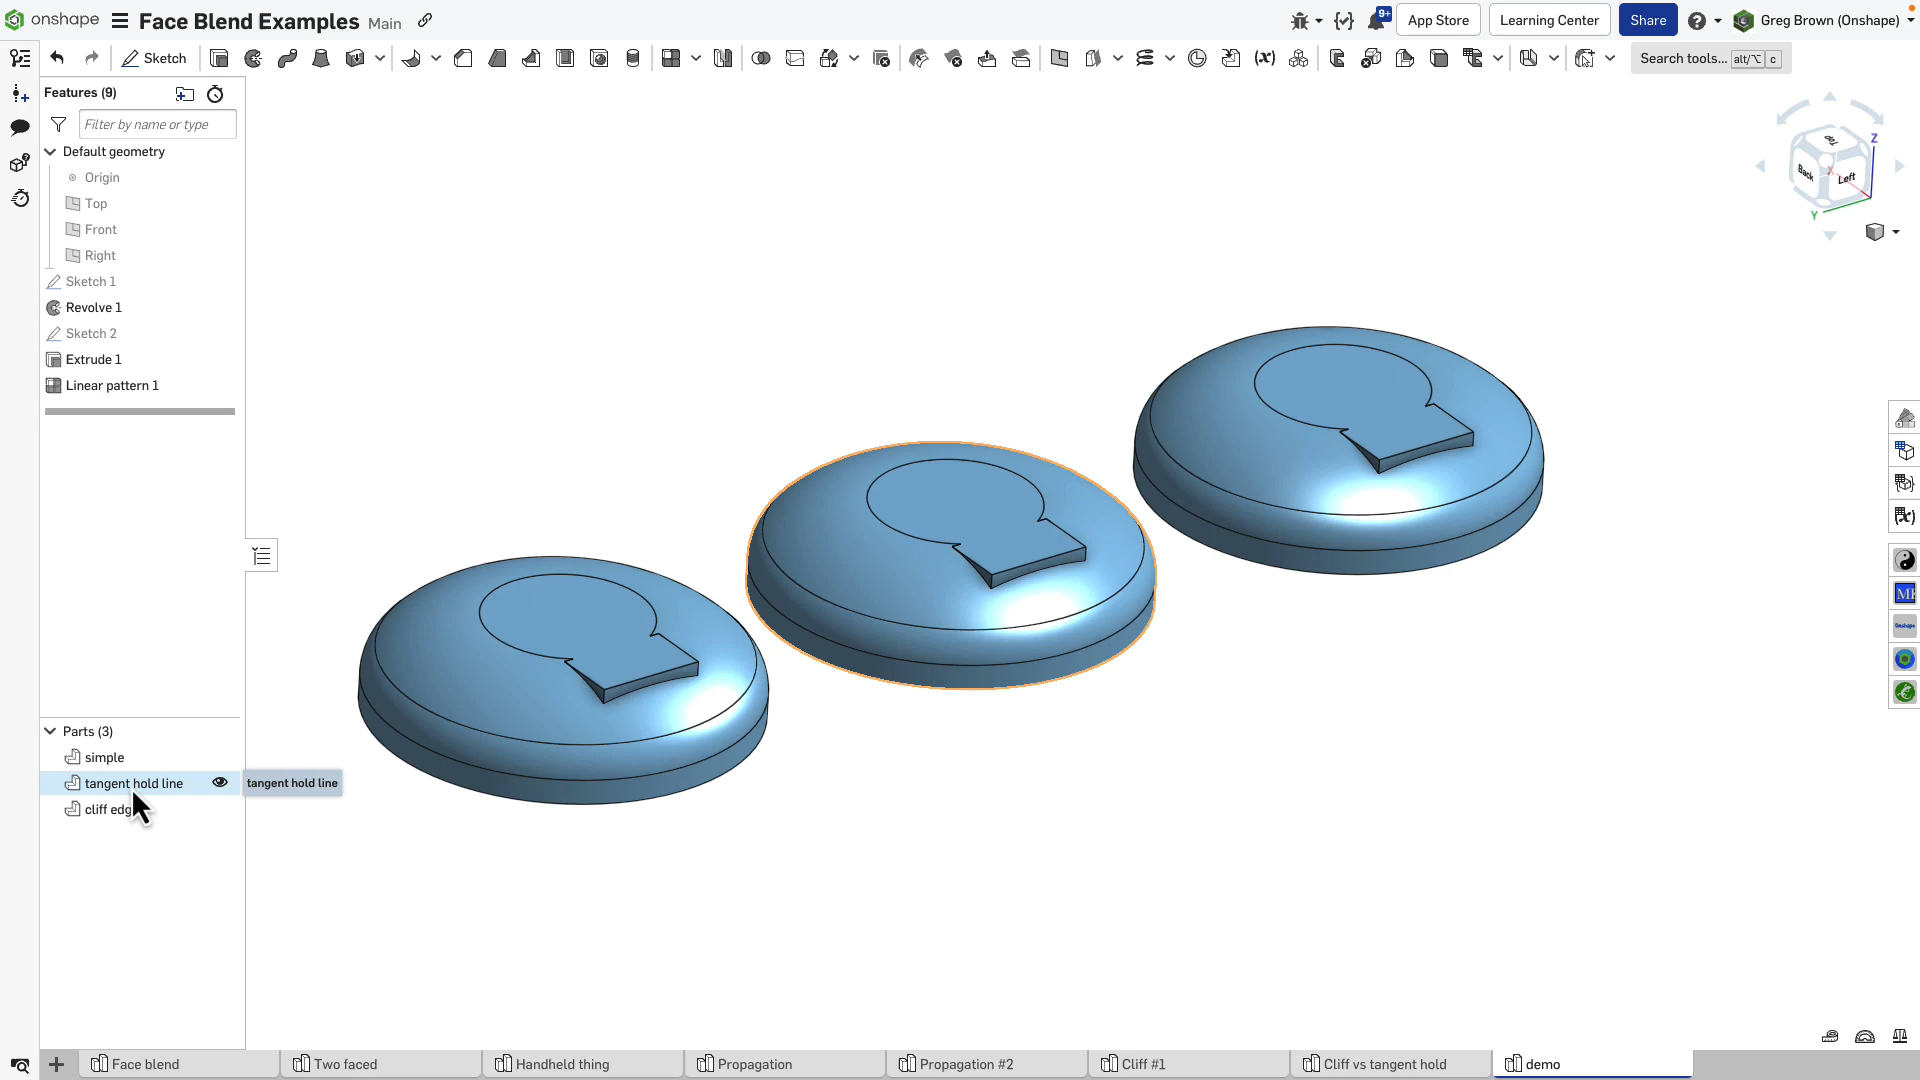 onshape Face Blend Examples Main 9+ App Store Learning Center Share Greg Brown (Onshape)
Sketch Search tools... alt/⌥ c
Features (9)
Filter by name or type
Default geometry
Origin
Top
Front
Right
Sketch 1
Revolve 1
Sketch 2
Extrude 1
Linear pattern 1
Top
Back
Left
Z
X
Y
Parts (3)
simple
tangent hold line tangent hold line
cliff edg
Face blend Two faced Handheld thing Propagation Propagation #2 Cliff #1 Cliff vs tangent hold demo